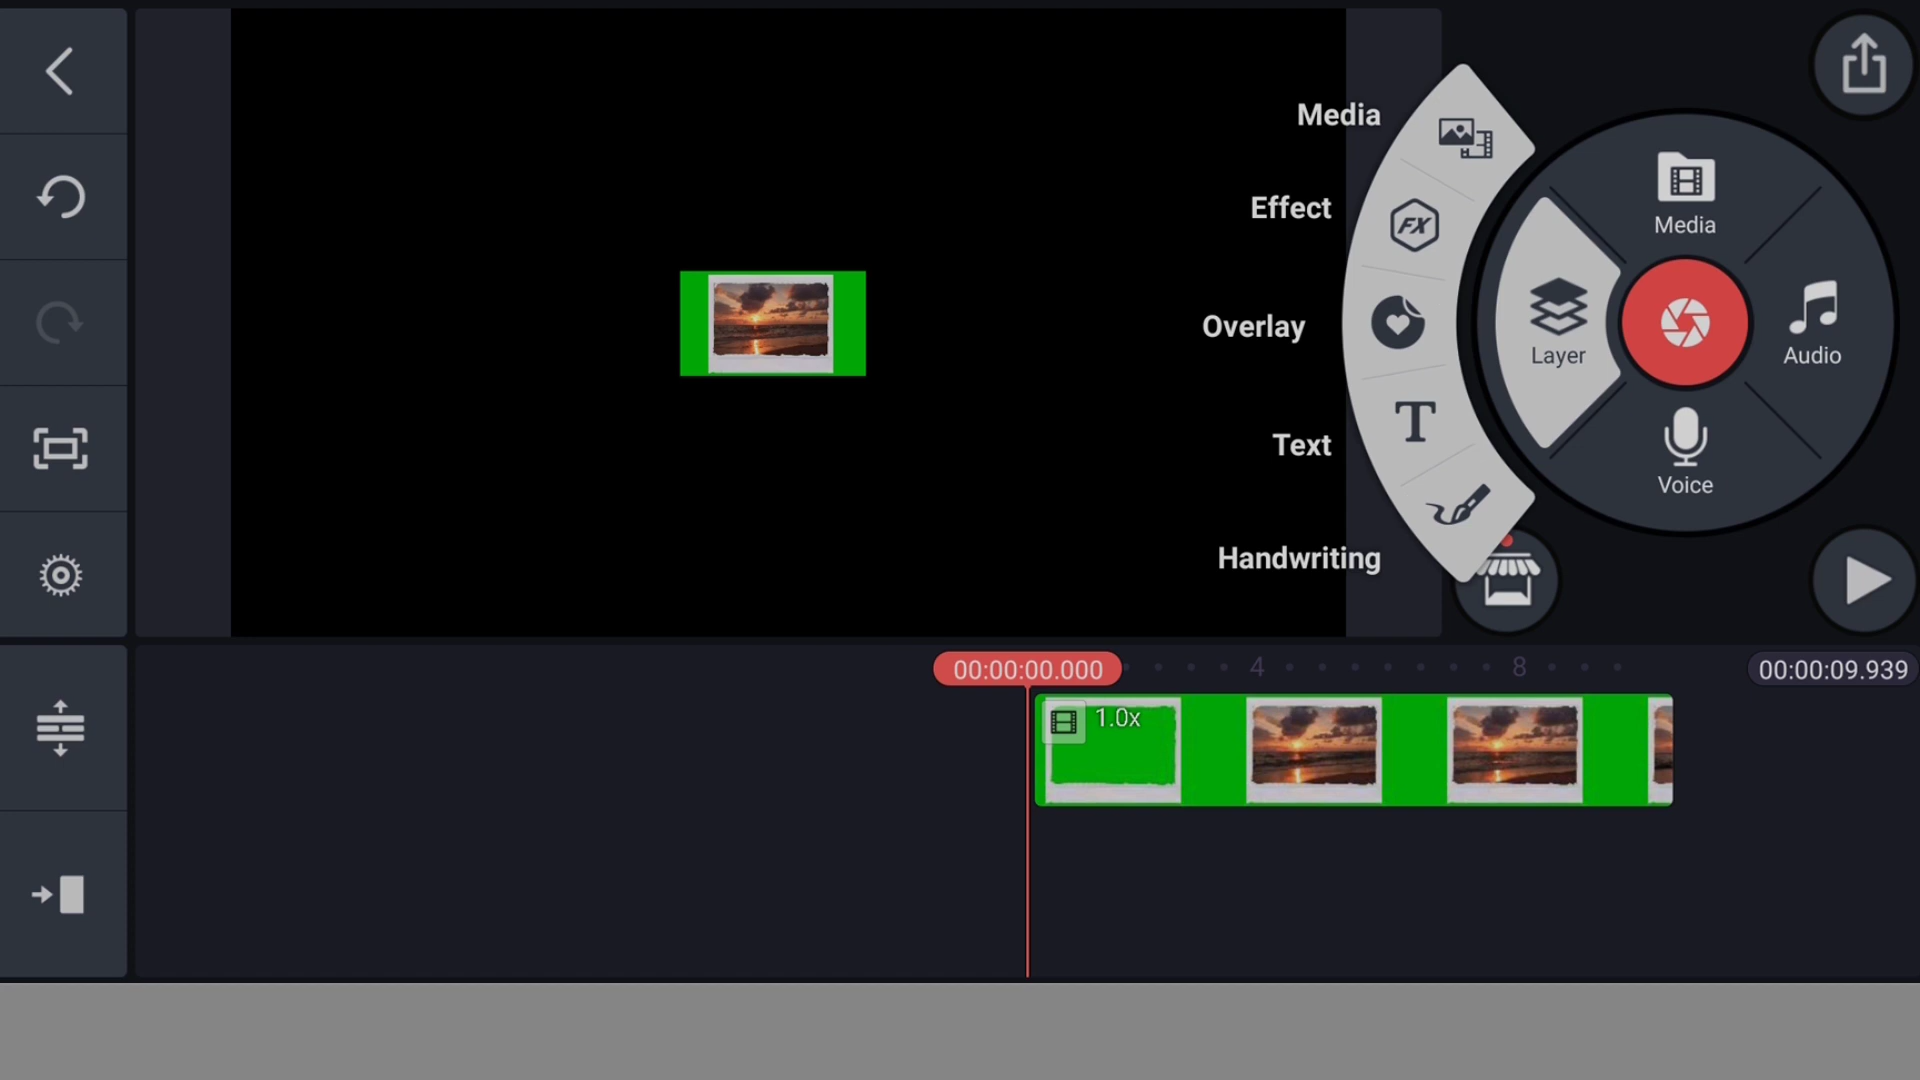 Media
Effect
Overlay
Text
Handwriting
Media
Layer
Audio
Voice
FX
T
00:00:00.000
4
8
00:00:09.939
1.0x